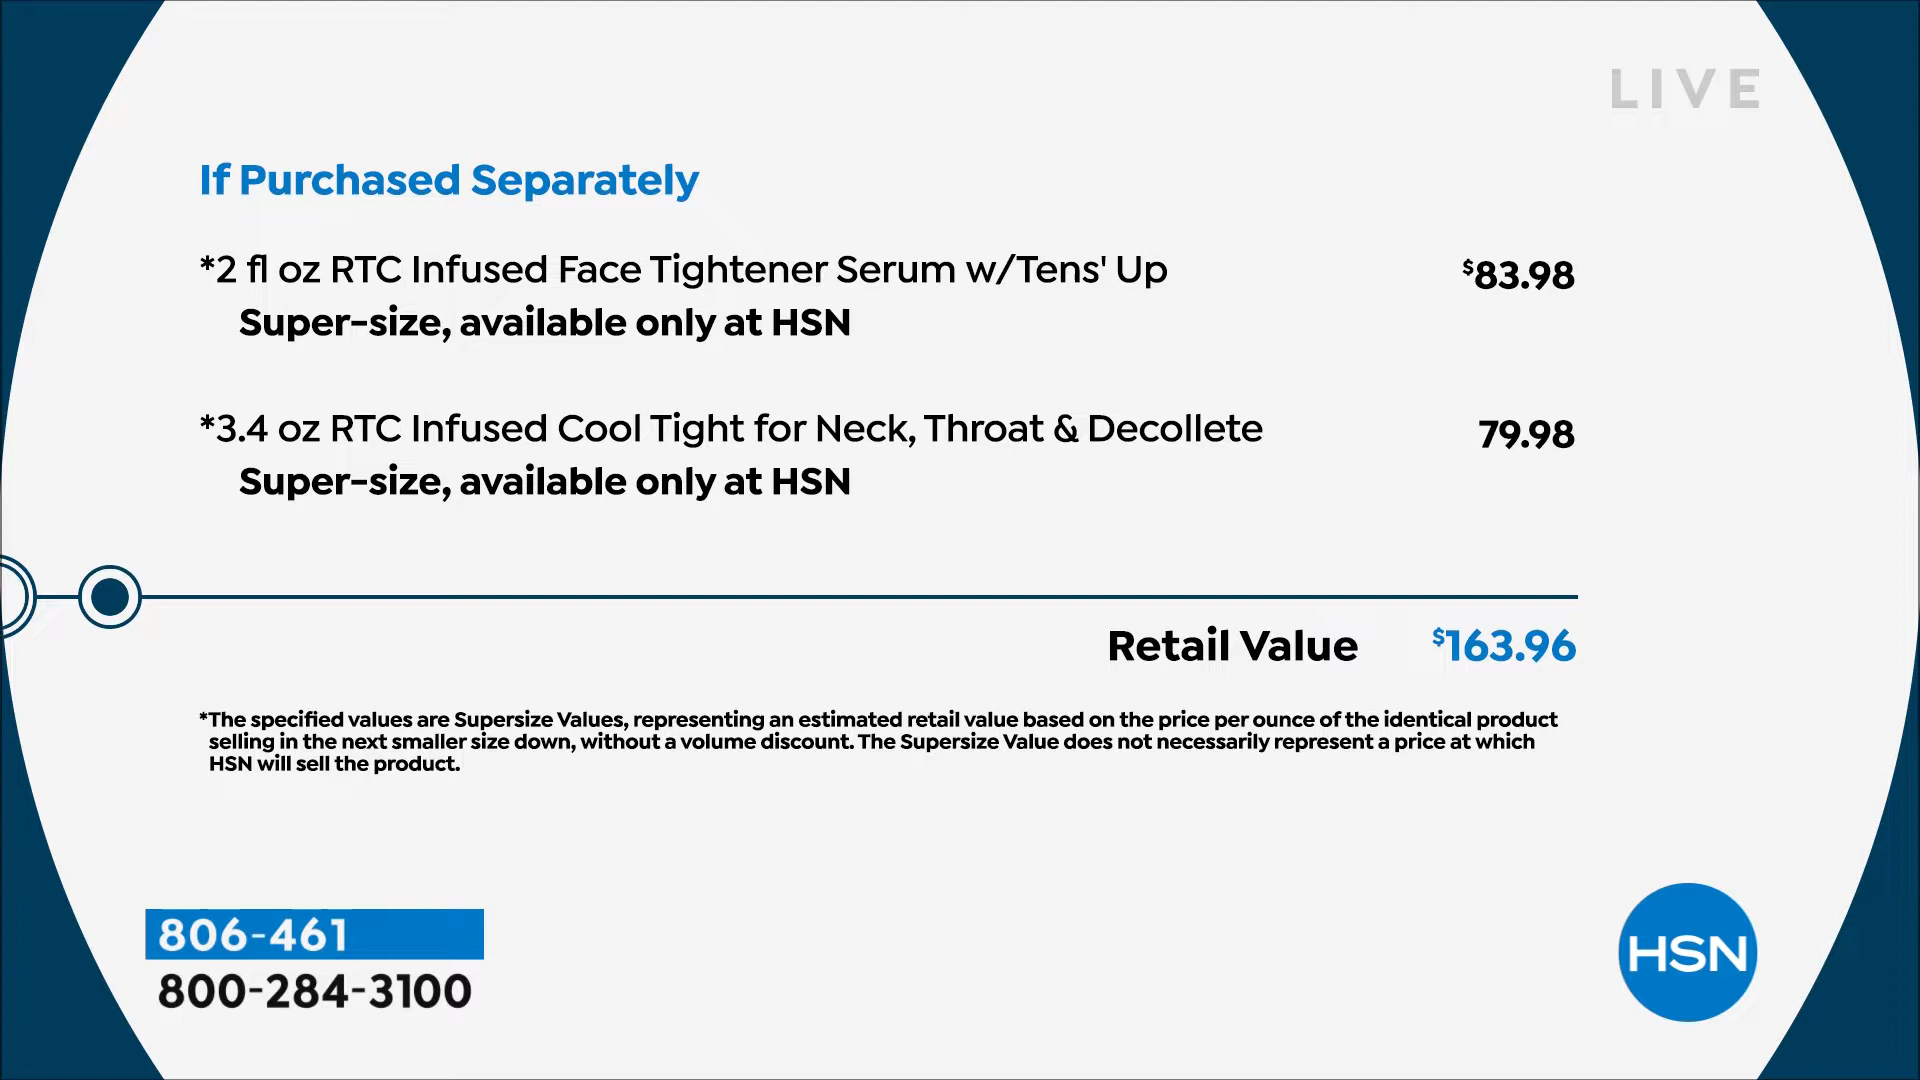 LIVE
If Purchased Separately
*2 fl oz RTC Infused Face Tightener Serum w/Tens' Up $83.98
Super-size, available only at HSN
*3.4 oz RTC Infused Cool Tight for Neck, Throat & Decollete 79.98
Super-size, available only at HSN
Retail Value $163.96
*The specified values are Supersize Values, representing an estimated retail value based on the price per ounce of the identical product
selling in the next smaller size down, without a volume discount. The Supersize Value does not necessarily represent a price at which
HSN will sell the product.
806-461
800-284-3100
HSN